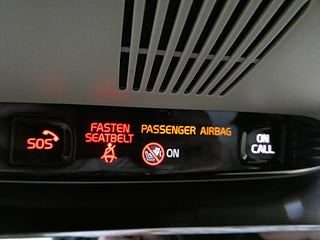 SOS
FASTEN
SEATBELT
PASSENGER AIRBAG
ON
ON
CALL